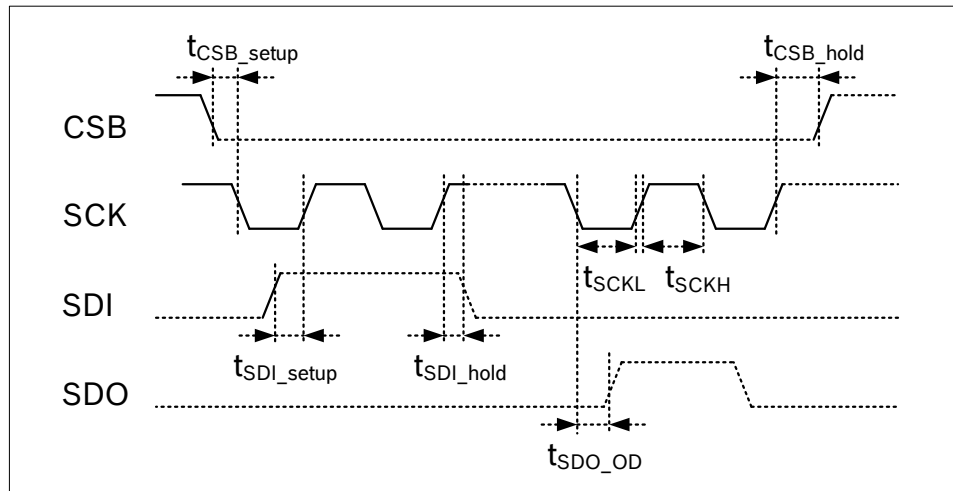 tCSB_setup
tCSB_hold
CSB
SCK
tSCKL
tSCKH
SDI
tSDI_setup
tSDI_hold
SDO
tSDO_OD